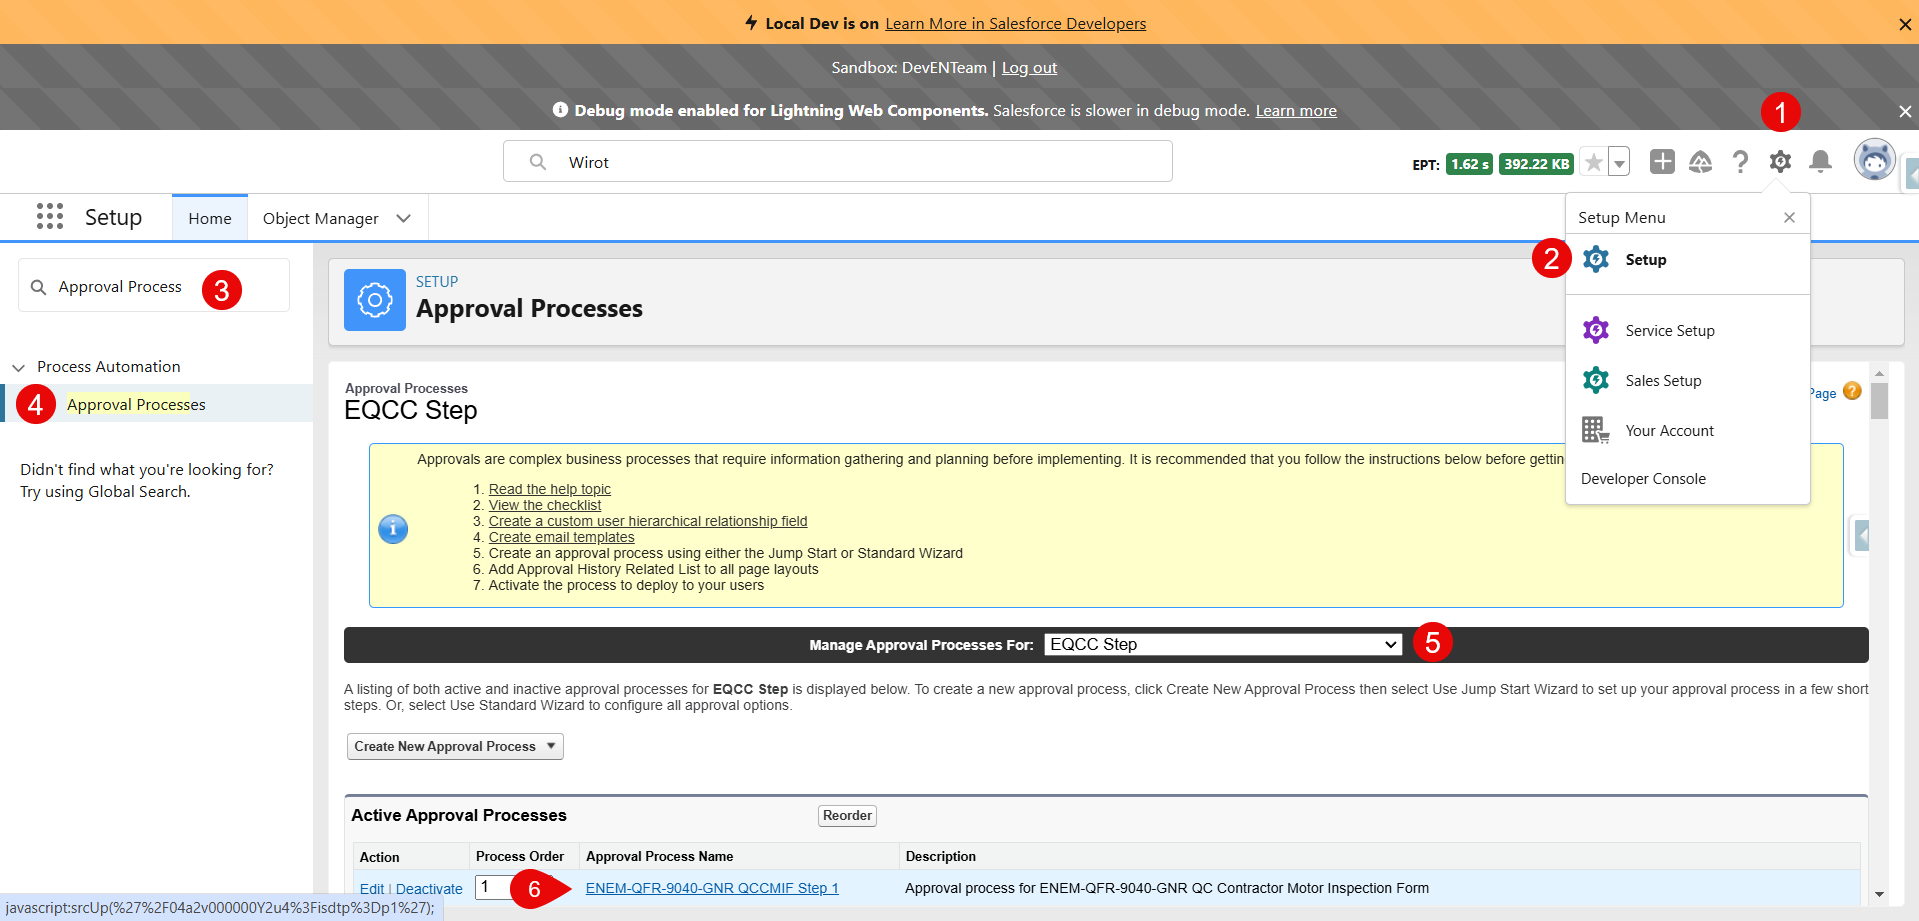 Local Dev is on Learn More in Salesforce Developers
Sandbox: DevENTeam | Log out
Debug mode enabled for Lightning Web Components. Salesforce is slower in debug mode. Learn more
1
Wirot
EPT: 1.62 s 392.22 KB
Setup
Home
Object Manager
Setup Menu
2
Setup
Service Setup
Sales Setup
Your Account
Developer Console
Approval Process
3
Process Automation
4
Approval Processes
Didn't find what you're looking for?
Try using Global Search.
SETUP
Approval Processes
Approval Processes
EQCC Step
Page
Approvals are complex business processes that require information gathering and planning before implementing. It is recommended that you follow the instructions below before
1. Read the help topic
2. View the checklist
3. Create a custom user hierarchical relationship field
4. Create email templates
5. Create an approval process using either the Jump Start or Standard Wizard
6. Add Approval History Related List to all page layouts
7. Activate the process to deploy to your users
Manage Approval Processes For: EQCC Step
5
A listing of both active and inactive approval processes for EQCC Step is displayed below. To create a new approval process, click Create New Approval Process then select Use Jump Start Wizard to set up your approval process in a few short
steps. Or, select Use Standard Wizard to configure all approval options.
Create New Approval Process
Active Approval Processes
Reorder
Action Process Order Approval Process Name Description
Edit | Deactivate 1 6 ENEM-QFR-9040-GNR QCCMIF Step 1 Approval process for ENEM-QFR-9040-GNR QC Contractor Motor Inspection Form
javascript:srcUp(%27%2F04a2v000000Y2u4%3Fisdtp%3Dp1%27);